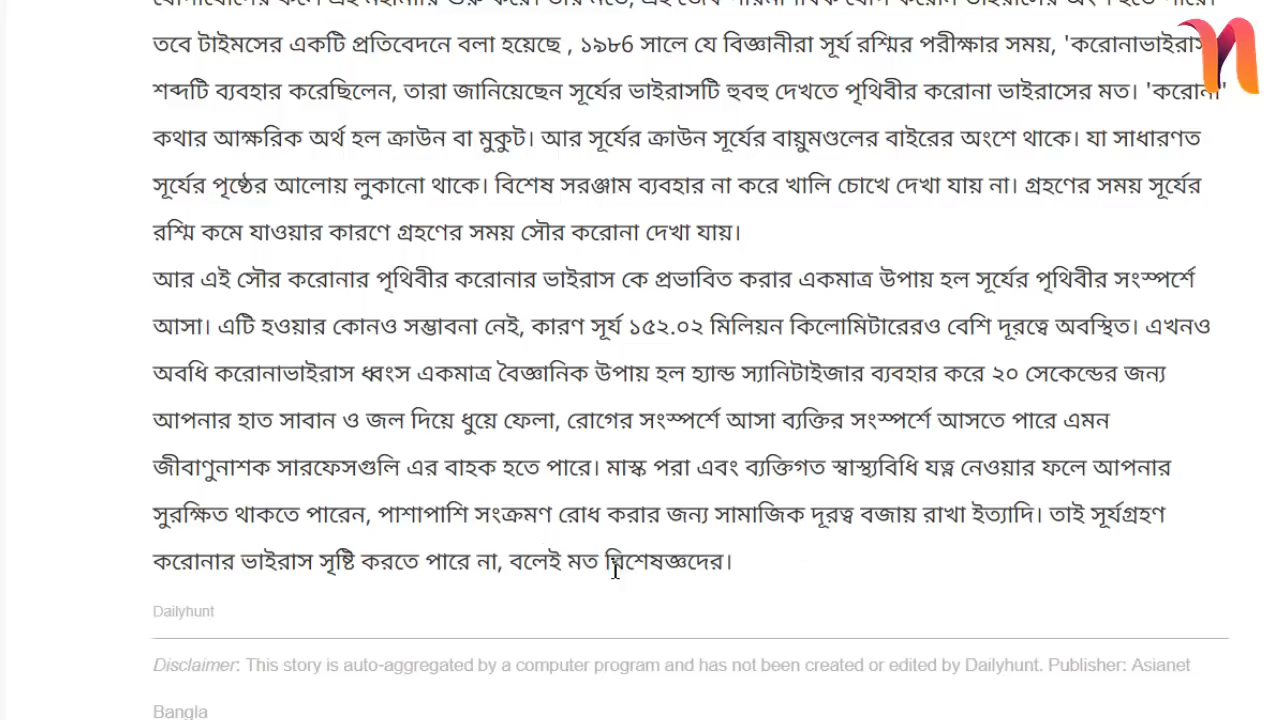 তবে টাইমসের একটি প্রতিবেদনে বলা হয়েছে , ১৯৮6 সালে যে বিজ্ঞানীরা সূর্য রশ্মির পরীক্ষার সময়, 'করোনাভাইরাস
শব্দটি ব্যবহার করেছিলেন, তারা জানিয়েছেন সূর্যের ভাইরাসটি হুবহু দেখতে পৃথিবীর করোনা ভাইরাসের মত। 'করোনা'
কথার আক্ষরিক অর্থ হল ক্রাউন বা মুকুট। আর সূর্যের ক্রাউন সূর্যের বায়ুমণ্ডলের বাইরের অংশে থাকে। যা সাধারণত
সূর্যের পৃষ্ঠের আলোয় লুকানো থাকে। বিশেষ সরঞ্জাম ব্যবহার না করে খালি চোখে দেখা যায় না। গ্রহণের সময় সূর্যের
রশ্মি কমে যাওয়ার কারণে গ্রহণের সময় সৌর করোনা দেখা যায়।
আর এই সৌর করোনার পৃথিবীর করোনার ভাইরাস কে প্রভাবিত করার একমাত্র উপায় হল সূর্যের পৃথিবীর সংস্পর্শে
আসা। এটি হওয়ার কোনও সম্ভাবনা নেই, কারণ সূর্য ১৫২.০২ মিলিয়ন কিলোমিটারেরও বেশি দূরত্বে অবস্থিত। এখনও
অবধি করোনাভাইরাস ধ্বংস একমাত্র বৈজ্ঞানিক উপায় হল হ্যান্ড স্যানিটাইজার ব্যবহার করে ২০ সেকেন্ডের জন্য
আপনার হাত সাবান ও জল দিয়ে ধুয়ে ফেলা, রোগের সংস্পর্শে আসা ব্যক্তির সংস্পর্শে আসতে পারে এমন
জীবাণুনাশক সারফেসগুলি এর বাহক হতে পারে। মাস্ক পরা এবং ব্যক্তিগত স্বাস্থ্যবিধি যত্ন নেওয়ার ফলে আপনার
সুরক্ষিত থাকতে পারেন, পাশাপাশি সংক্রমণ রোধ করার জন্য সামাজিক দূরত্ব বজায় রাখা ইত্যাদি। তাই সূর্যগ্রহণ
করোনার ভাইরাস সৃষ্টি করতে পারে না, বলেই মত বিশেষজ্ঞদের।
Dailyhunt
Disclaimer: This story is auto-aggregated by a computer program and has not been created or edited by Dailyhunt. Publisher: Asianet
Bangla